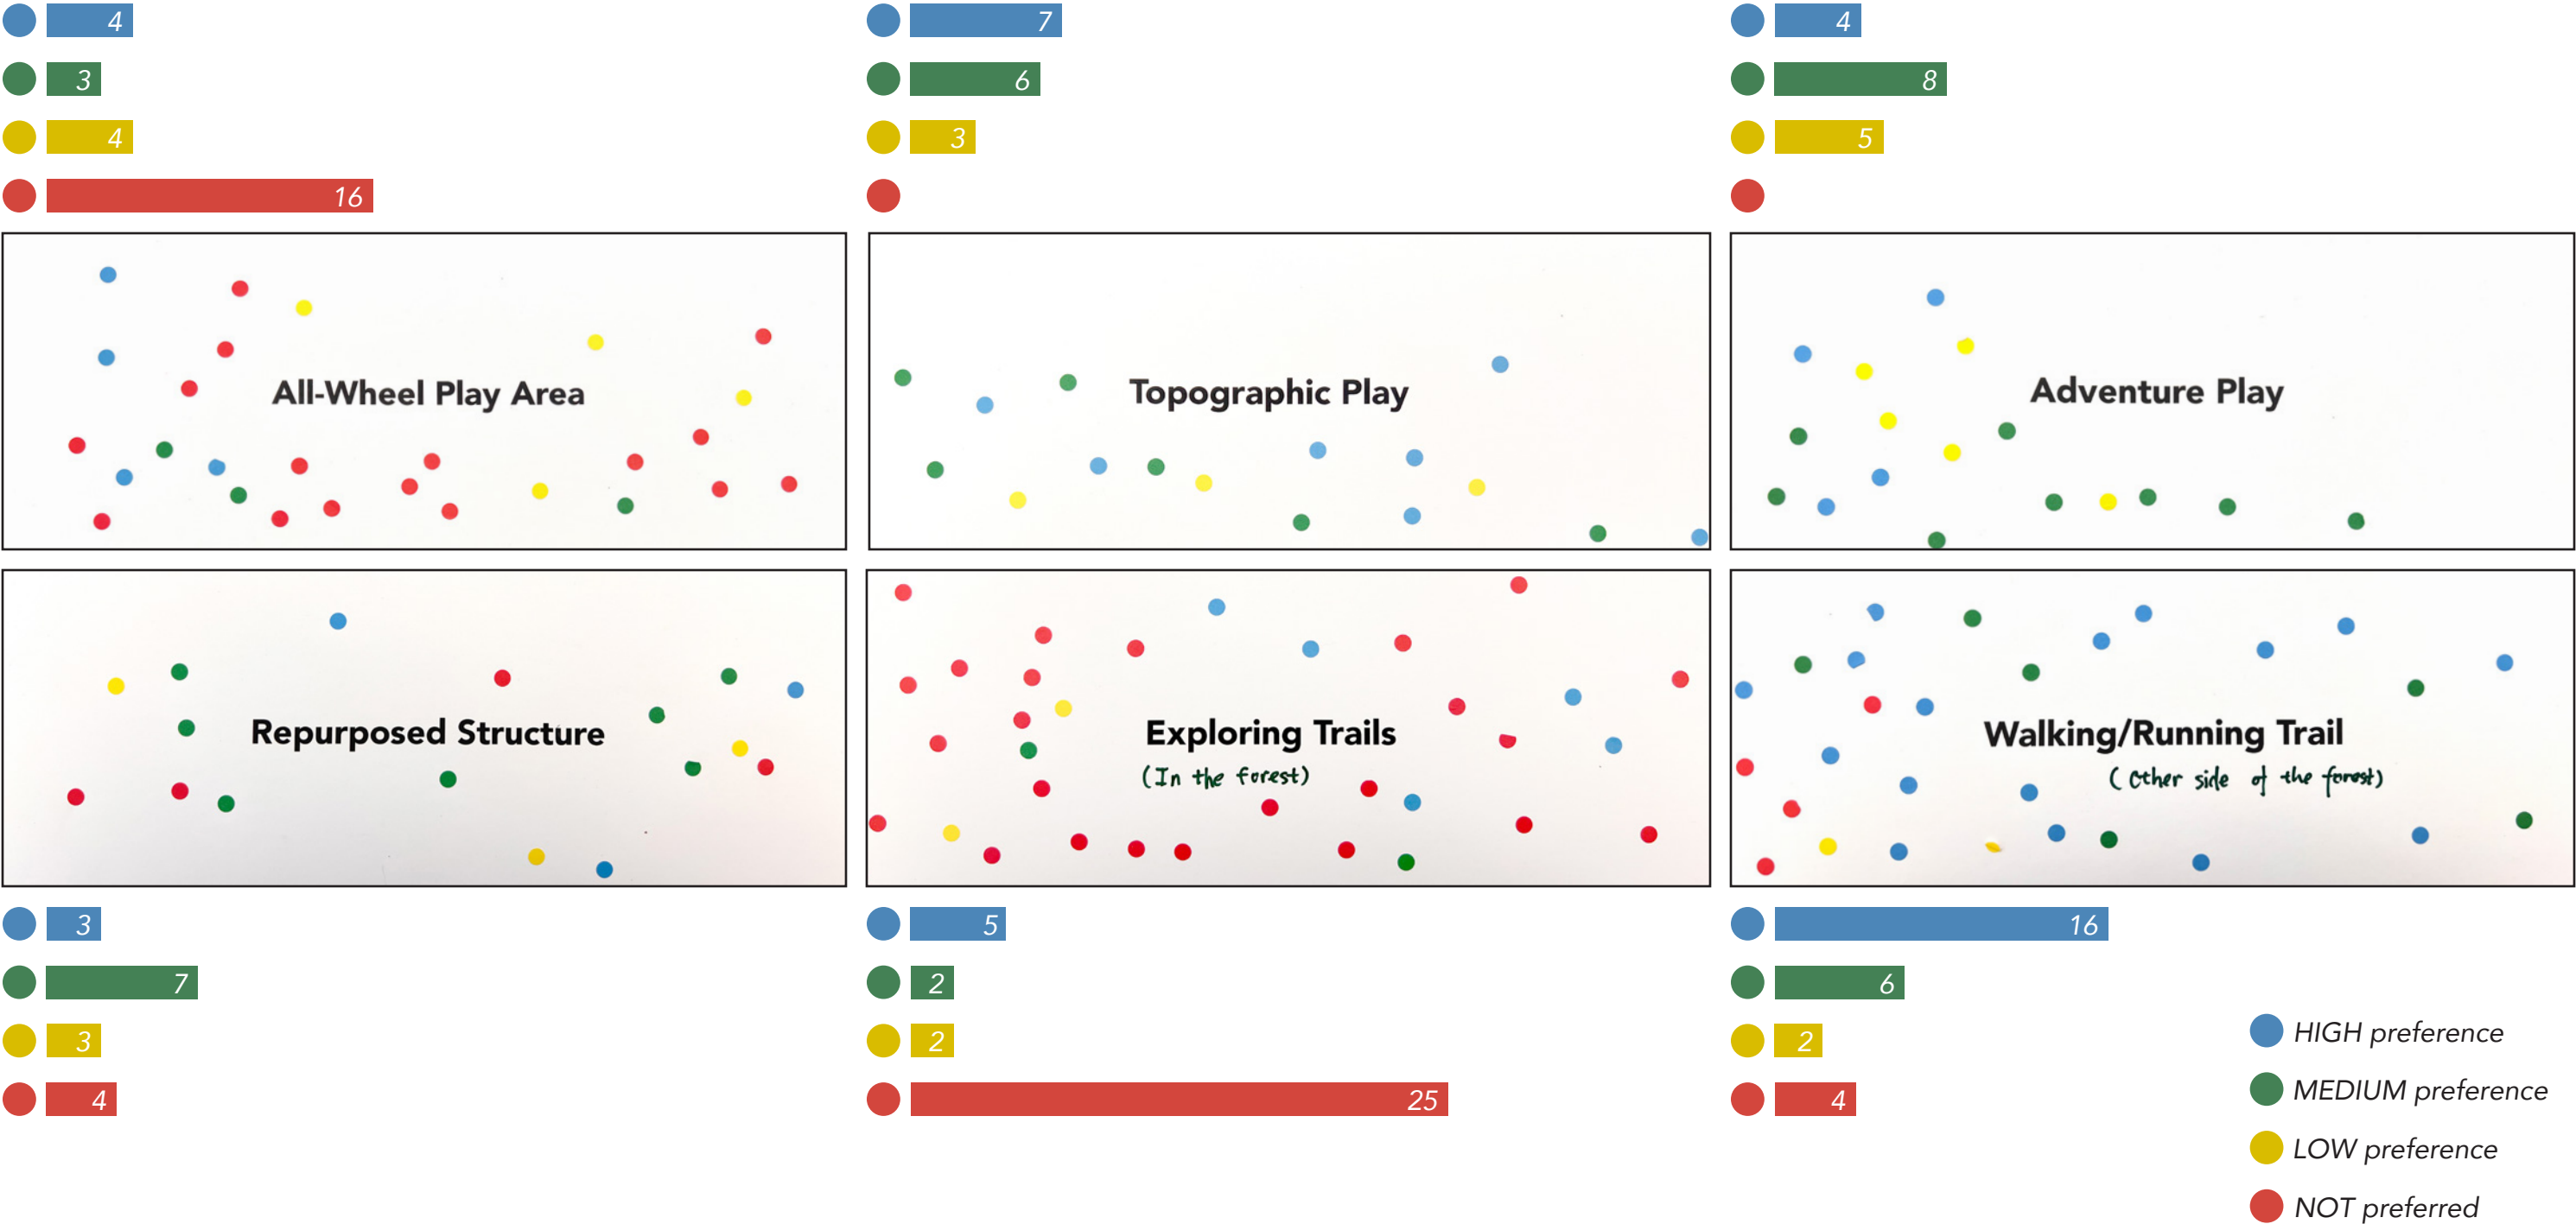 4
3
4
16
7
6
3
4
8
5
All-Wheel Play Area
Topographic Play
Adventure Play
Repurposed Structure
Exploring Trails
(In the forest)
Walking/Running Trail
(Other side of the forest)
3
7
3
4
5
2
2
25
16
6
2
4
HIGH preference
MEDIUM preference
LOW preference
NOT preferred